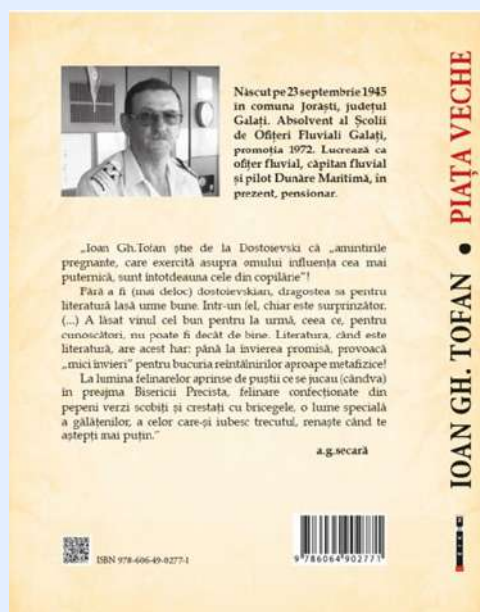 Născut pe 23 septembrie 1945
în comuna Jorăști, județul
Galați. Absolvent al Școlii
de Ofițeri Fluviali Galați,
promoția 1972. Lucrează ca
ofițer fluvial, căpitan fluvial
și pilot Dunăre Maritimă, în
prezent, pensionar.
„Ioan Gh.Tofan știe de la Dostoievski că „amintirile
pregnante, care exercită asupra omului influența cea mai
puternică, sunt întotdeauna cele din copilărie”!
Fără a fi (mai deloc) dostoievskian, dragostea sa pentru
literatură lasă urme bune. Într-un fel, chiar este surprinzător.
(...) A lăsat vinul cel bun pentru la urmă, ceea ce, pentru
cunoscători, nu poate fi decât de bine. Literatura, când este
literatură, are acest har: până la învierea promisă, provoacă
„mici învieri” pentru bucuria reîntâlnirilor aproape metafizice!
La lumina felinarelor aprinse de puștii ce se jucau (cândva)
în preajma Bisericii Precista, felinare confecționate din
pepeni verzi scobiți și crestați cu bricegele, o lume specială
a gălățenilor, a celor care-și iubesc trecutul, renaște când te
aștepți mai puțin.”
a.g.secară
ISBN 978-606-49-0277-1
9 786064 902771
IOAN GH. TOFAN • PIAȚA VECHE